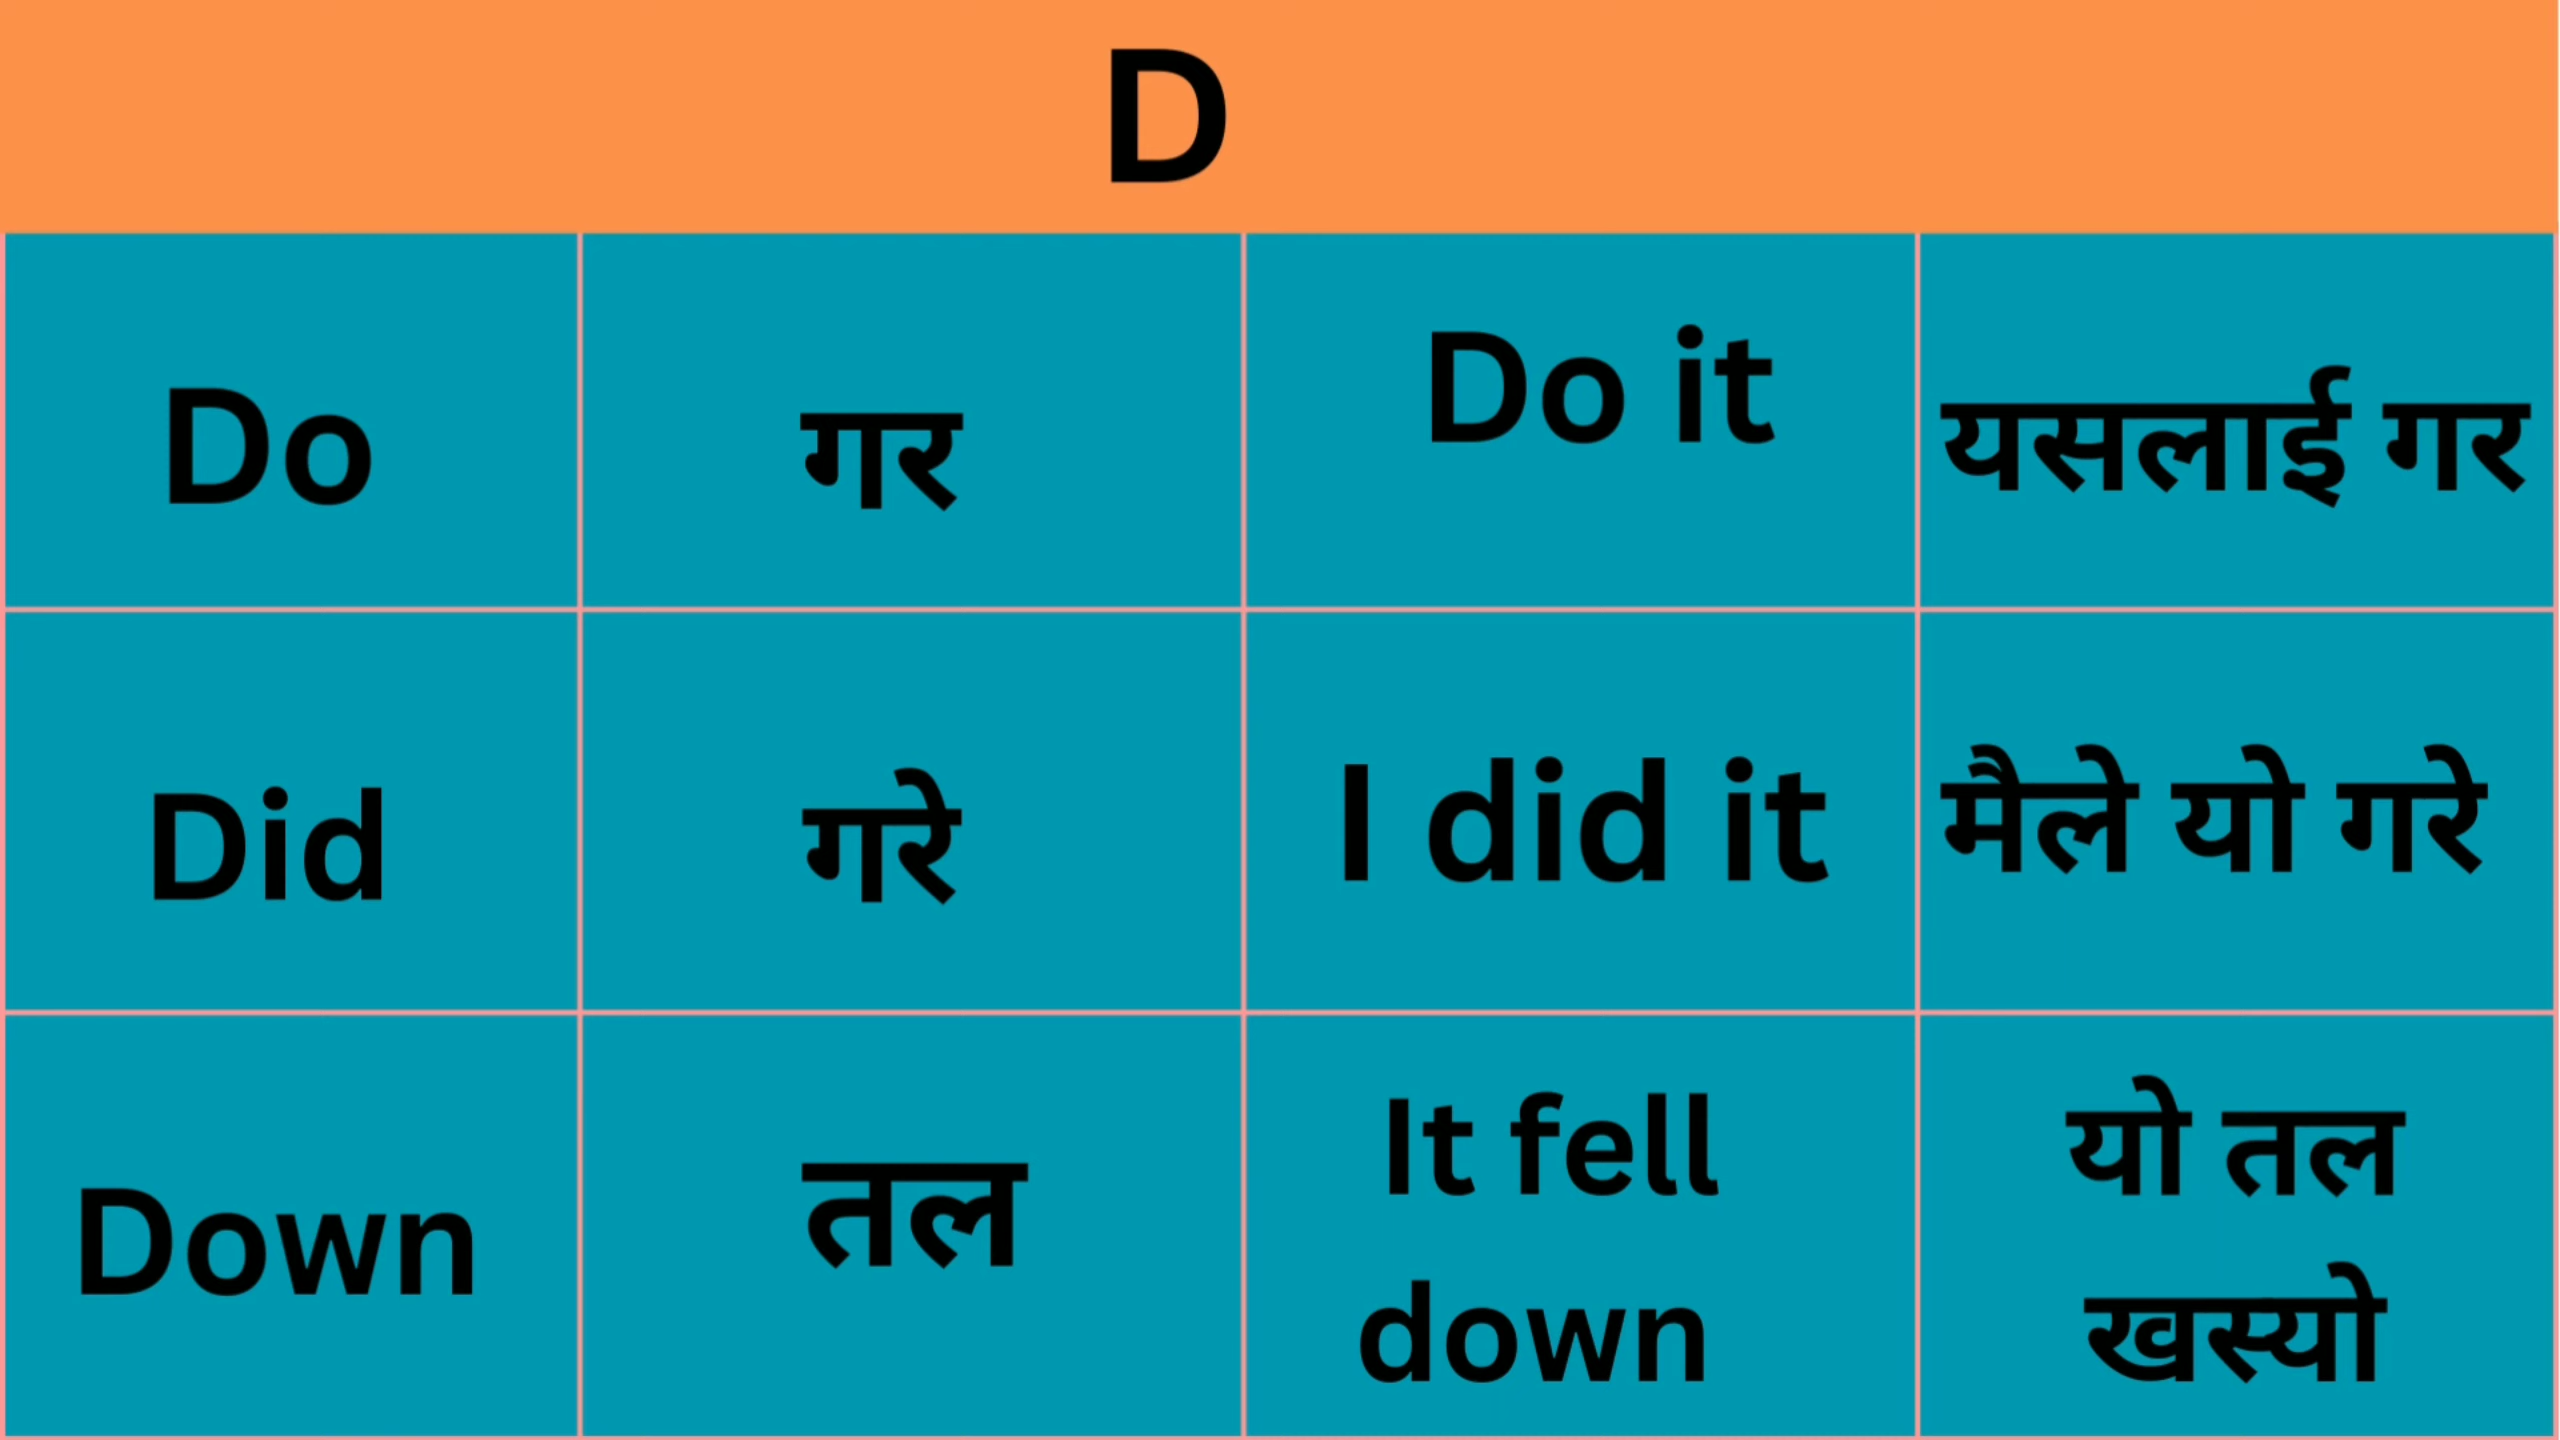 D
Do
गर
Do it
यसलाई गर
Did
गरे
I did it
मैले यो गरे
Down
तल
It fell
down
यो तल
खस्यो